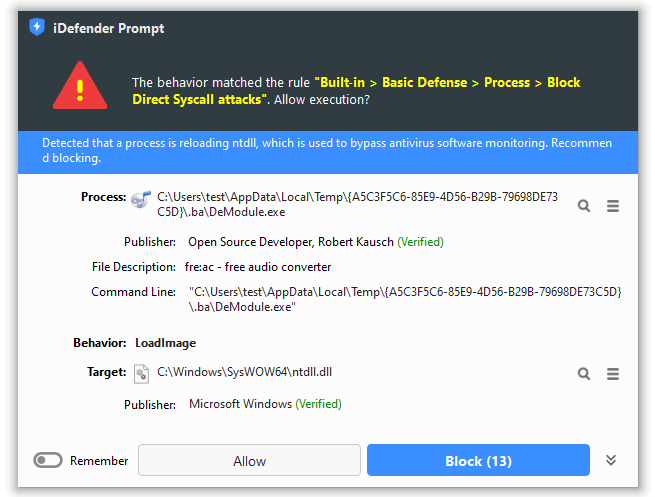 iDefender Prompt
The behavior matched the rule "Built-in > Basic Defense > Process > Block
Direct Syscall attacks". Allow execution?
Detected that a process is reloading ntdll, which is used to bypass antivirus software monitoring. Recommen
d blocking.
Process: C:\Users\test\AppData\Local\Temp\{A5C3F5C6-85E9-4D56-B29B-79698DE73
C5D}\.ba\DeModule.exe
Publisher: Open Source Developer, Robert Kausch (Verified)
File Description: fre:ac - free audio converter
Command Line: "C:\Users\test\AppData\Local\Temp\{A5C3F5C6-85E9-4D56-B29B-79698DE73C5D}
\.ba\DeModule.exe"
Behavior: LoadImage
Target: C:\Windows\SysWOW64\ntdll.dll
Publisher: Microsoft Windows (Verified)
Remember Allow Block (13)